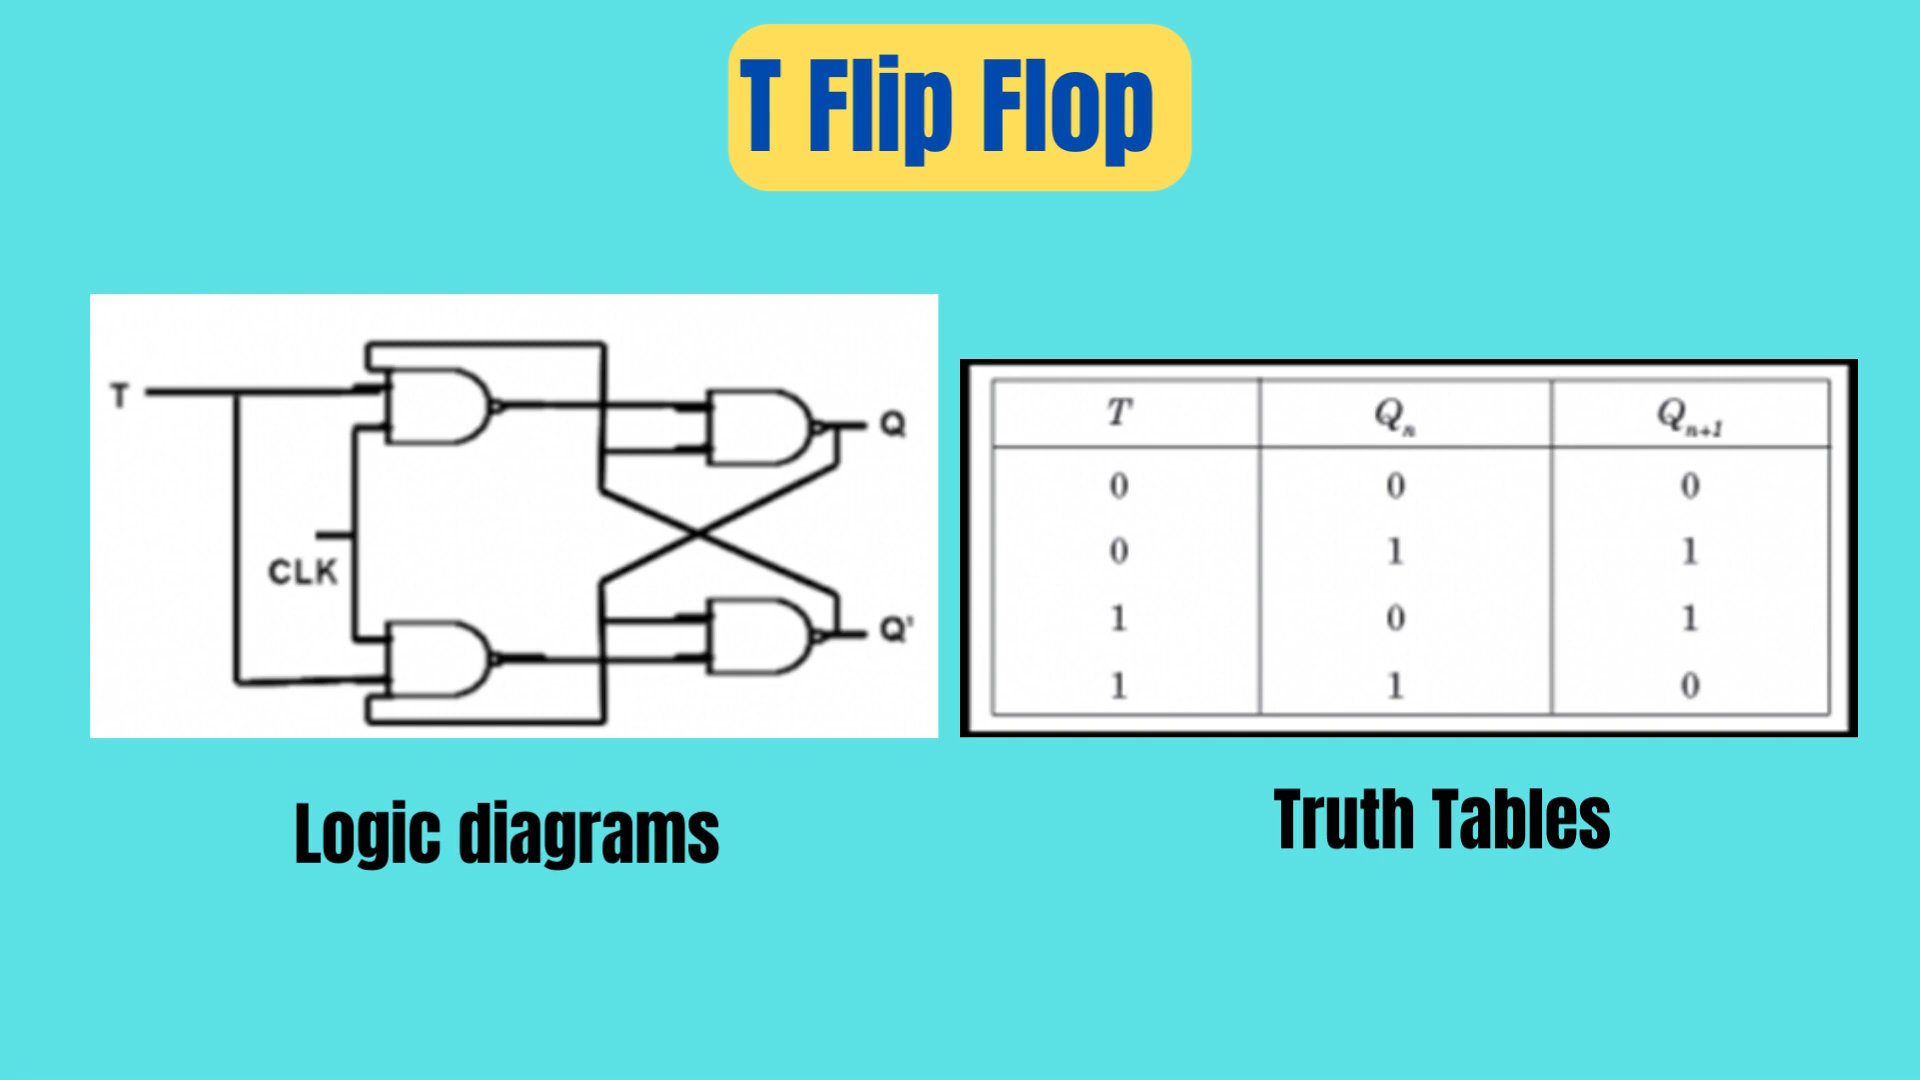 T Flip Flop
T
Q
CLK
Q'
Logic diagrams
T Qn Qn+1
0 0 0
0 1 1
1 0 1
1 1 0
Truth Tables